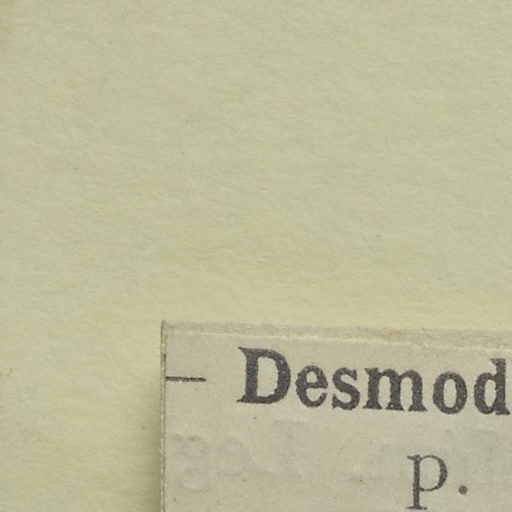 — Desmod
p.